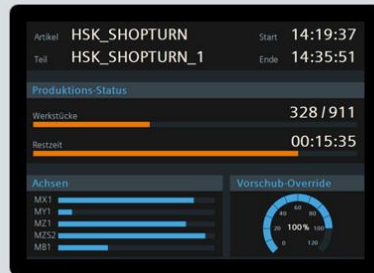 Artikel HSK_SHOPTURN Start 14:19:37
Teil HSK_SHOPTURN_1 Ende 14:35:51
Produktions-Status
Werkstücke 328/911
Restzeit 00:15:35
Achsen Vorschub-Override
MX1
MY1
MZ1
MZS2
MB1
0 20 40 60 80 100 120
100%